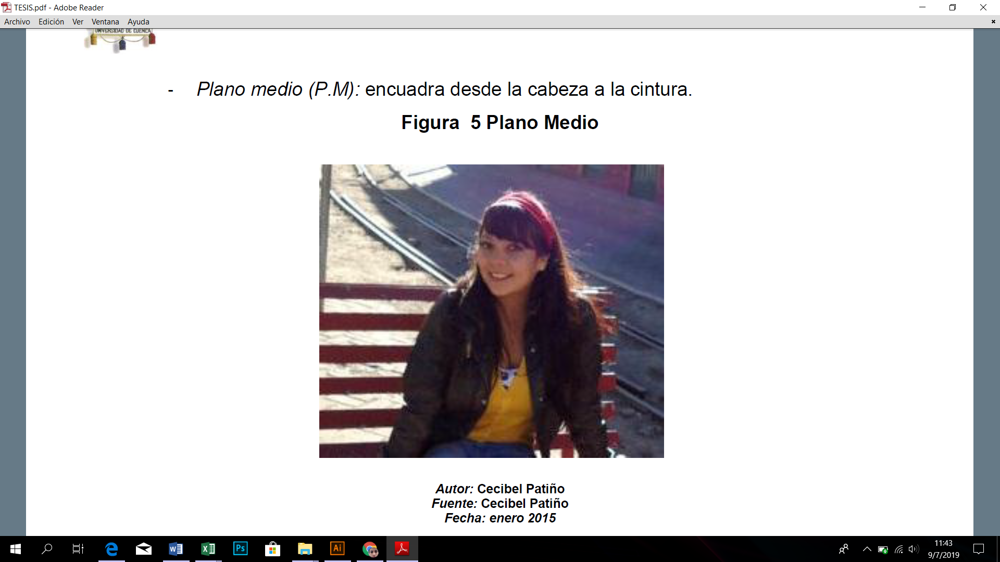 TESIS.pdf - Adobe Reader
Archivo Edición Ver Ventana Ayuda
UNIVERSIDAD DE CUENCA
- Plano medio (P.M): encuadra desde la cabeza a la cintura.
Figura 5 Plano Medio
Autor: Cecibel Patiño
Fuente: Cecibel Patiño
Fecha: enero 2015
Ps
Ai
11:43
9/7/2019